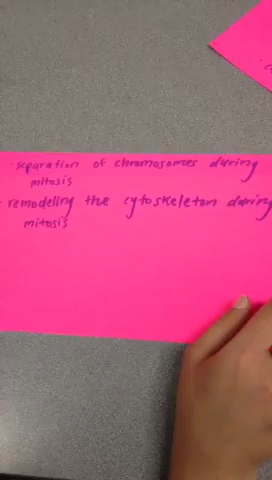 · separation of chromosomes during
mitosis
· remodeling the cytoskeleton during
mitosis